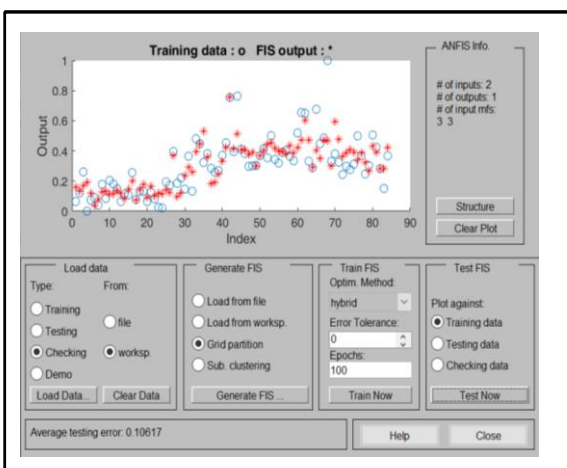 Training data : o   FIS output : *
Output
1
0.8
0.6
0.4
0.2
0
0 10 20 30 40 50 60 70 80 90
Index
ANFIS Info.
# of inputs: 2
# of outputs: 1
# of input mfs:
3 3
Structure
Clear Plot
Load data
Type: From:
Training
Testing
Checking
Demo
file
worksp.
Load Data...
Clear Data
Generate FIS
Load from file
Load from worksp.
Grid partition
Sub. clustering
Generate FIS ...
Train FIS
Optim. Method:
hybrid
Error Tolerance:
0
Epochs:
100
Train Now
Test FIS
Plot against:
Training data
Testing data
Checking data
Test Now
Average testing error: 0.10617
Help
Close